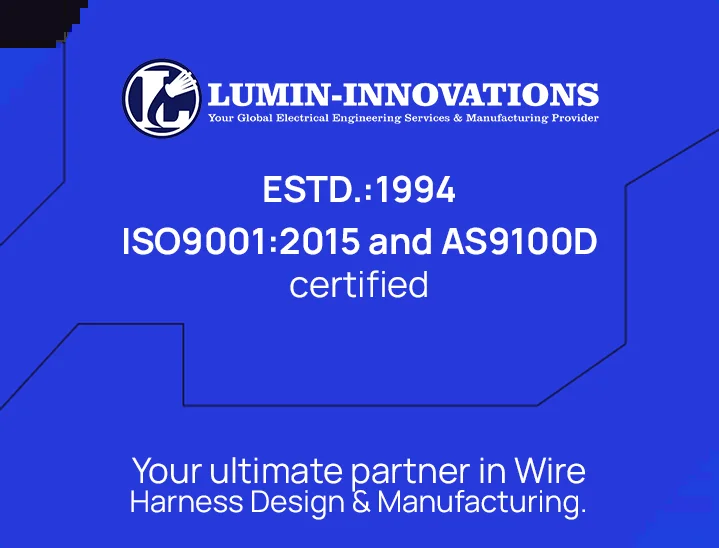 LUMIN-INNOVATIONS
Your Global Electrical Engineering Services & Manufacturing Provider
ESTD.:1994
ISO9001:2015 and AS9100D
certified
Your ultimate partner in Wire
Harness Design & Manufacturing.